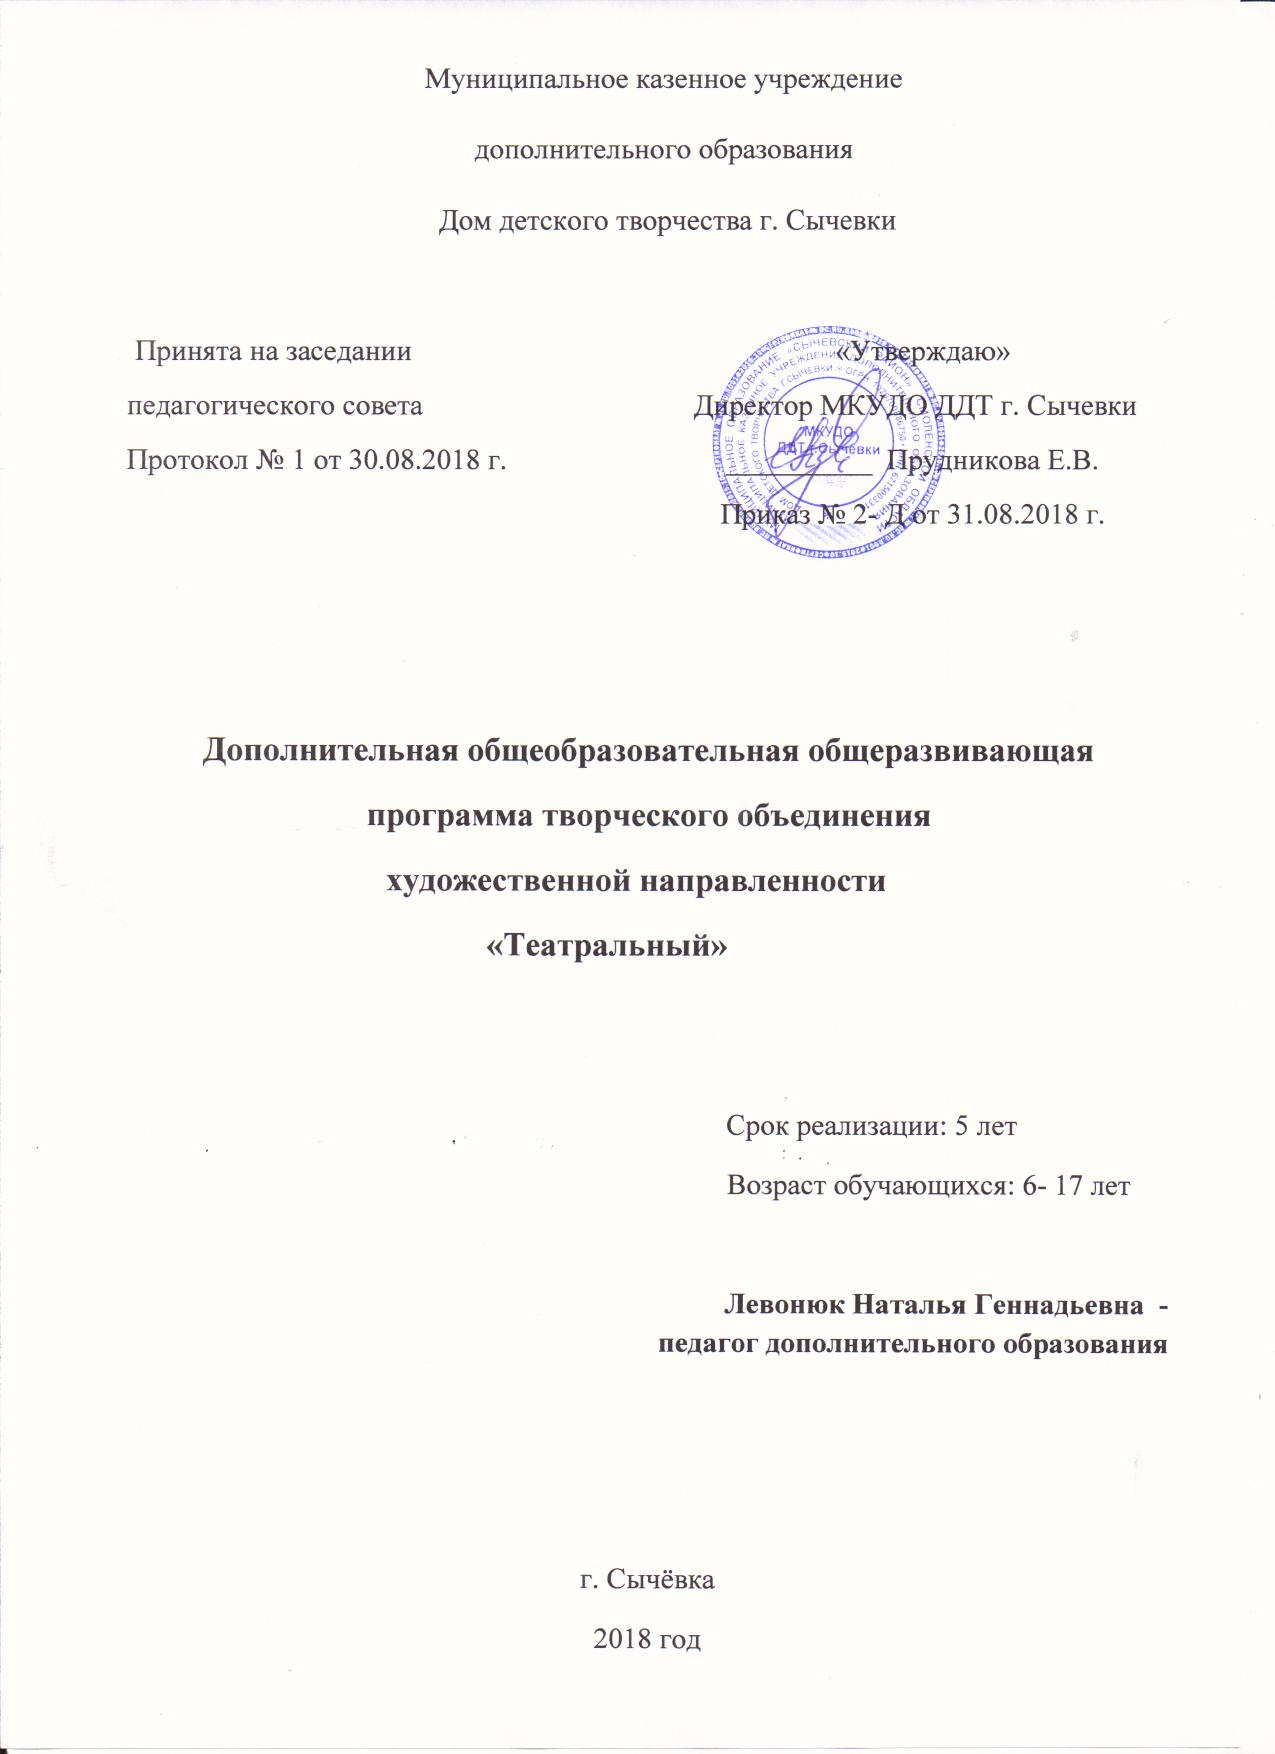 Муниципальное казенное учреждение
дополнительного образования
Дом детского творчества г. Сычевки
Принята на заседании
педагогического совета
Протокол № 1 от 30.08.2018 г.
«Утверждаю»
Директор МКУДО ДДТ г. Сычевки
Прудникова Е.В.
Приказ № 2- Д от 31.08.2018 г.
МКУДО
ДДТ г.Сычевки
Дополнительная общеобразовательная общеразвивающая
программа творческого объединения
художественной направленности
«Театральный»
Срок реализации: 5 лет
Возраст обучающихся: 6- 17 лет
Левонюк Наталья Геннадьевна -
педагог дополнительного образования
г. Сычёвка
2018 год